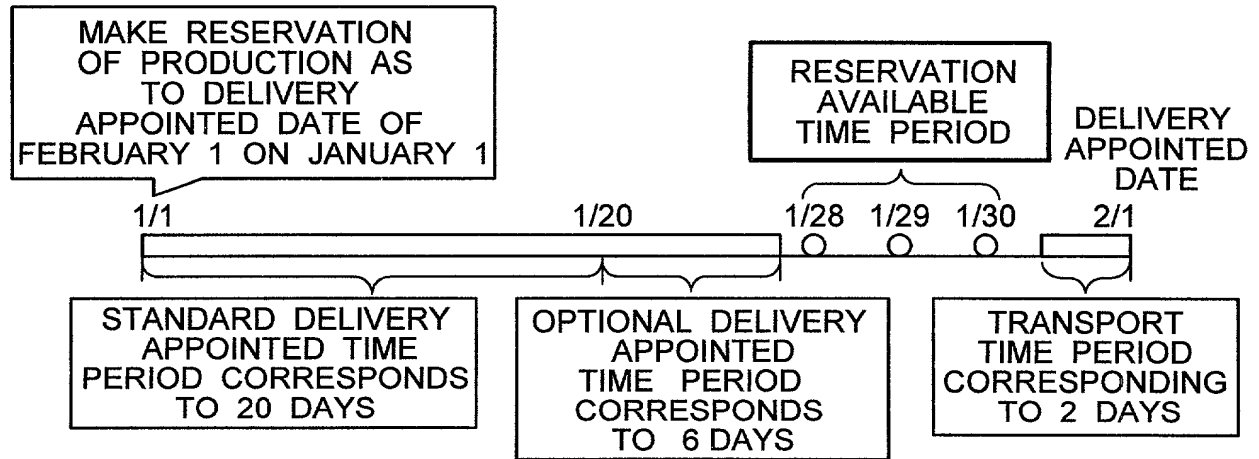 MAKE RESERVATION
OF PRODUCTION AS
TO DELIVERY
APPOINTED DATE OF
FEBRUARY 1 ON JANUARY 1
RESERVATION
AVAILABLE
TIME PERIOD
DELIVERY
APPOINTED
DATE
1/1
1/20
1/28
1/29
1/30
2/1
STANDARD DELIVERY
APPOINTED TIME
PERIOD CORRESPONDS
TO 20 DAYS
OPTIONAL DELIVERY
APPOINTED
TIME PERIOD
CORRESPONDS
TO 6 DAYS
TRANSPORT
TIME PERIOD
CORRESPONDING
TO 2 DAYS